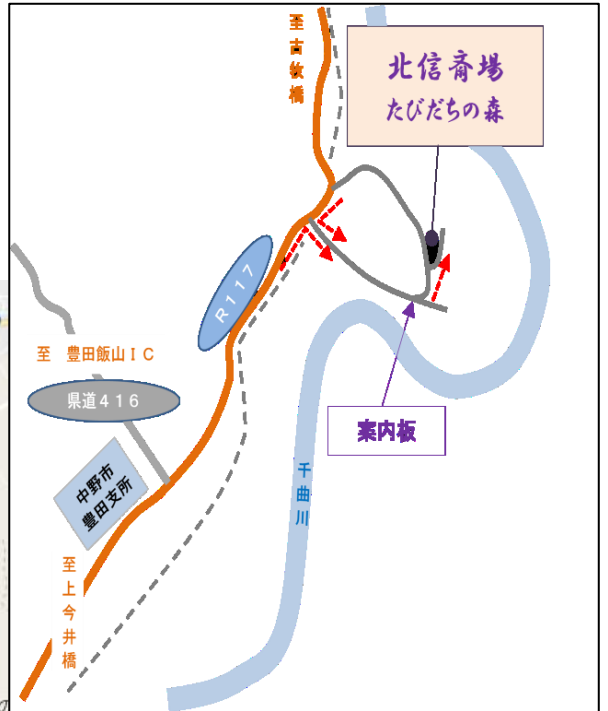 至古牧橋
北信斎場
たびだちの森
R117
至 豊田飯山IC
県道416
案内板
中野市
豊田支所
千曲川
至上今井橋
の